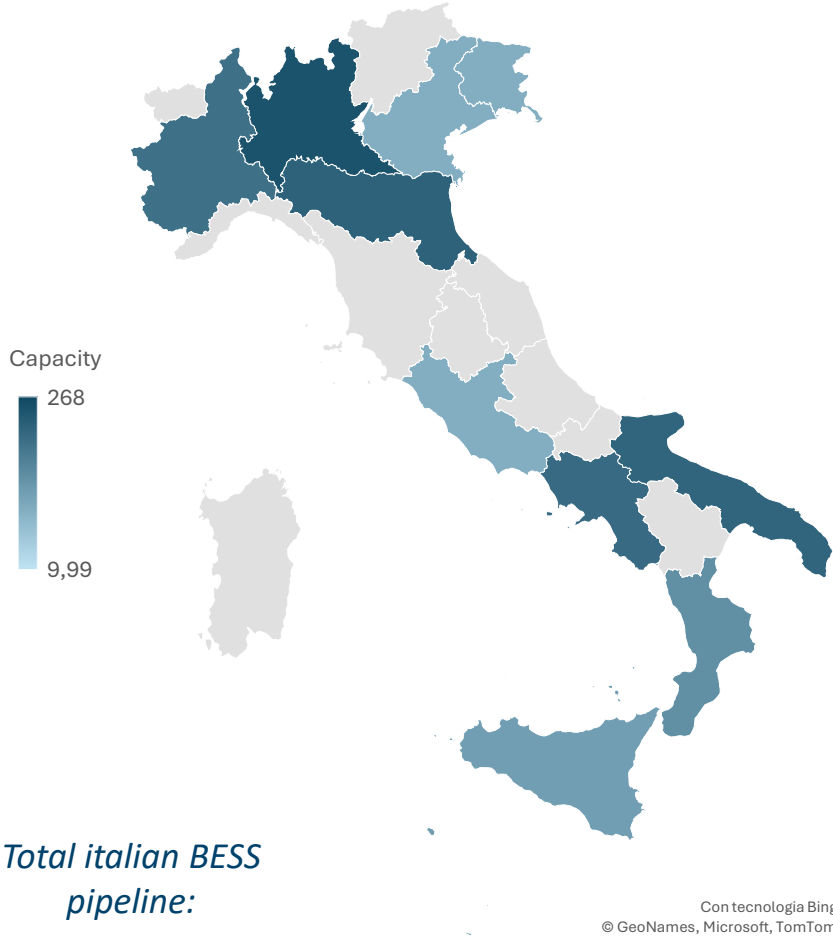 Capacity
268
9,99
Total italian BESS
pipeline:
Con tecnologia Bing
© GeoNames, Microsoft, TomTom